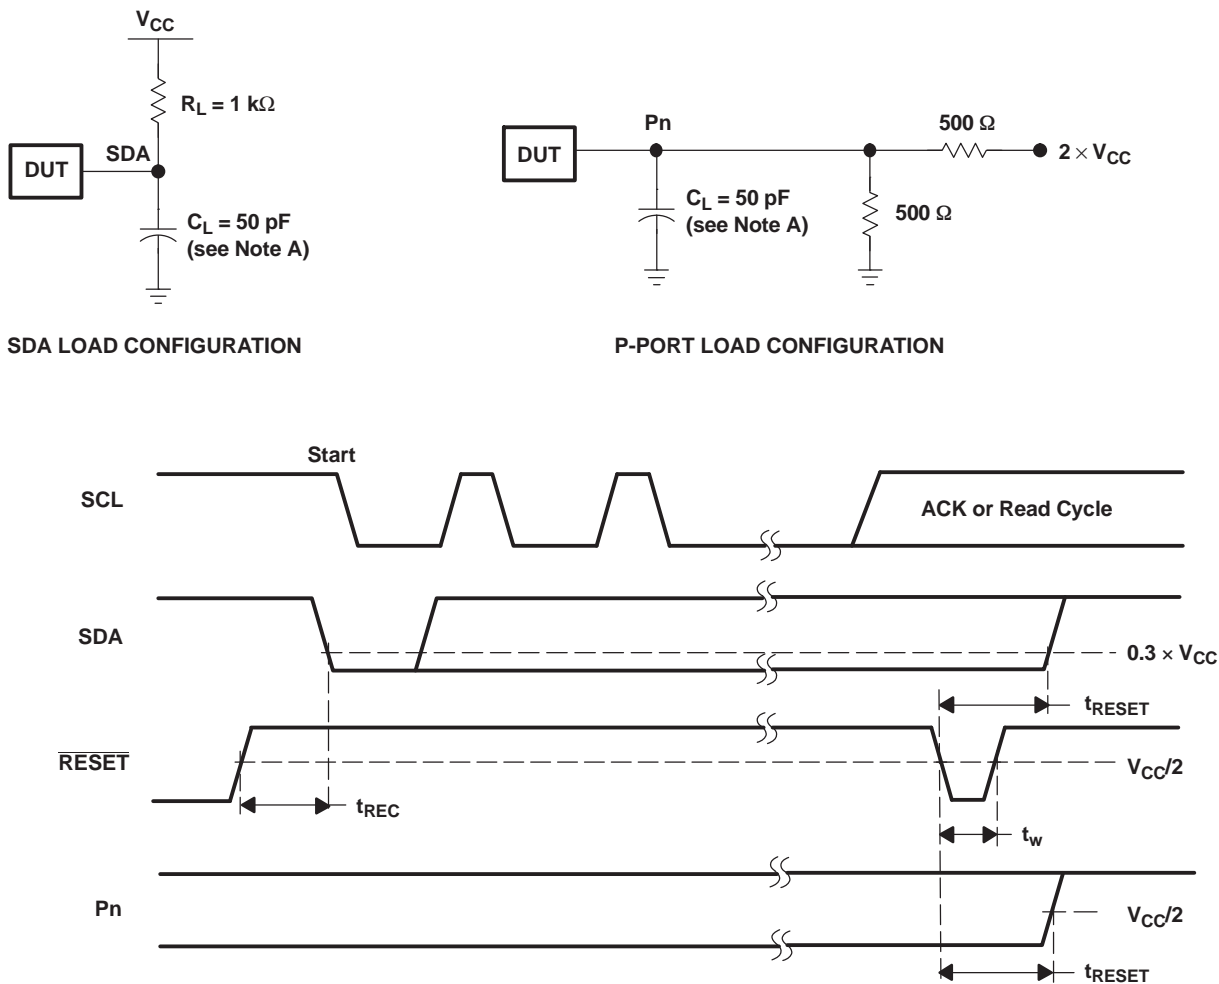 VCC
RL = 1 kΩ
DUT
SDA
CL = 50 pF
(see Note A)
SDA LOAD CONFIGURATION
DUT
Pn
500 Ω
2 × VCC
CL = 50 pF
(see Note A)
500 Ω
P-PORT LOAD CONFIGURATION
Start
SCL
ACK or Read Cycle
SDA
0.3 × VCC
tRESET
RESET
VCC/2
tREC
tw
Pn
VCC/2
tRESET